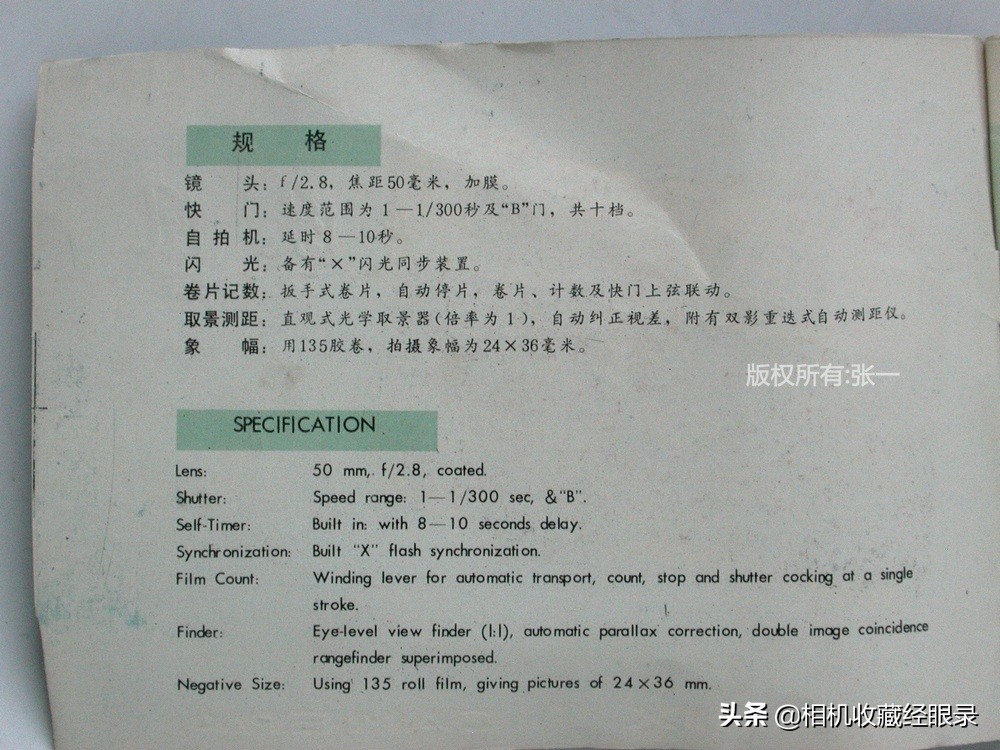 规 格
镜 头：f/2.8，焦距50毫米，加膜。
快 门：速度范围为 1 —1/300秒及“B”门，共十档。
自 拍 机：延时 8 —10秒。
闪 光：备有“×”闪光同步装置。
卷片记数：扳手式卷片，自动停片，卷片、计数及快门上弦联动。
取景测距：直观式光学取景器(倍率为 1 )，自动纠正视差，附有双影重迭式自动测距仪。
象 幅：用135胶卷，拍摄象幅为24×36毫米。
版权所有:张一
SPECIFICATION
Lens: 50 mm, f/2.8, coated.
Shutter: Speed range: 1—1/300 sec, &"B".
Self-Timer: Built in: with 8—10 seconds delay.
Synchronization: Built "X" flash synchronization.
Film Count: Winding lever for automatic transport, count, stop and shutter cocking at a single
stroke.
Finder: Eye-level view finder (1:1), automatic parallax correction, double image coincidence
rangefinder superimposed.
Negative Size: Using 135 roll film, giving pictures of 24×36 mm.
头条 @相机收藏经眼录